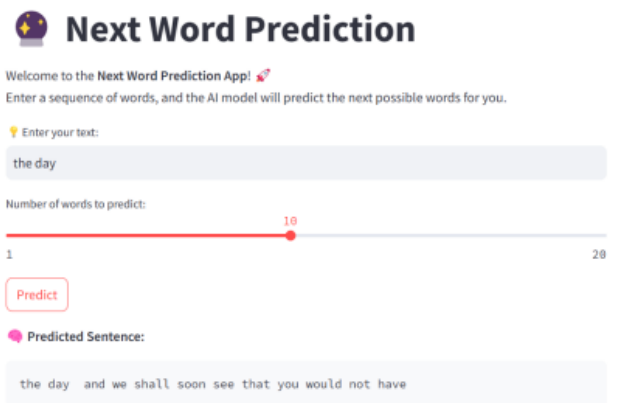 Next Word Prediction
Welcome to the Next Word Prediction App! 🚀
Enter a sequence of words, and the AI model will predict the next possible words for you.
💡 Enter your text:
the day
Number of words to predict:
10
1 20
Predict
🧠 Predicted Sentence:
the day  and we shall soon see that you would not have